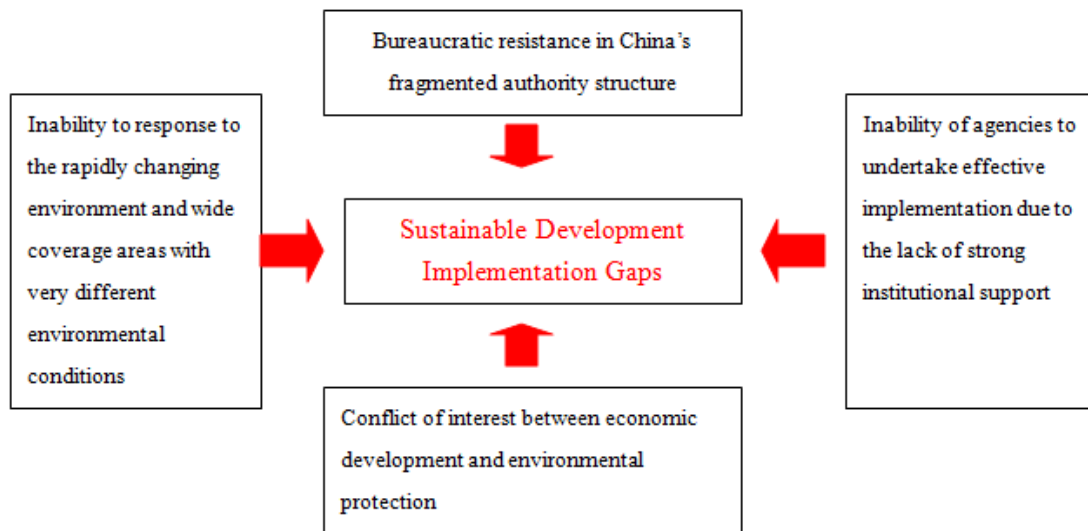 Bureaucratic resistance in China's
fragmented authority structure
Inability to response to
the rapidly changing
environment and wide
coverage areas with
very different
environmental
conditions
Sustainable Development
Implementation Gaps
Inability of agencies to
undertake effective
implementation due to
the lack of strong
institutional support
Conflict of interest between economic
development and environmental
protection